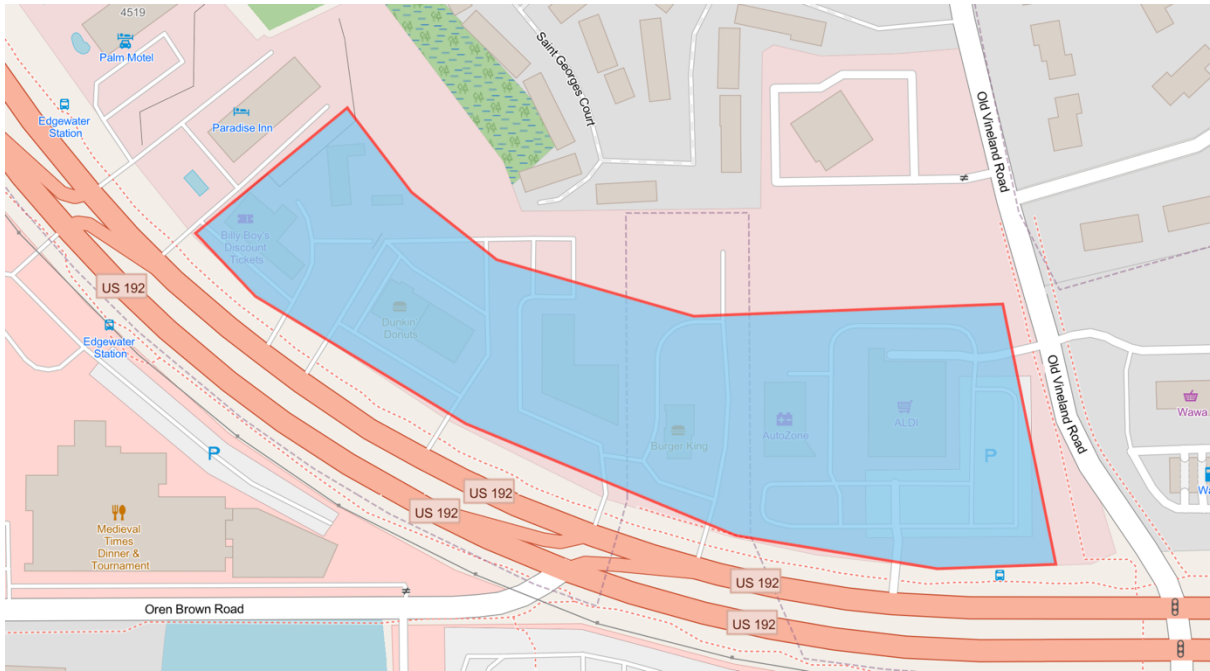 4519
Palm Motel
Saint Georges Court
Old Vineland Road
Edgewater
Station
Paradise Inn
Billy Boy's
Discount
Tickets
US 192
Edgewater
Station
Dunkin'
Donuts
Old Vineland Road
Wawa
Burger King
AutoZone
ALDI
P
P
US 192
US 192
Medieval
Times
Dinner &
Tournament
US 192
US 192
Oren Brown Road